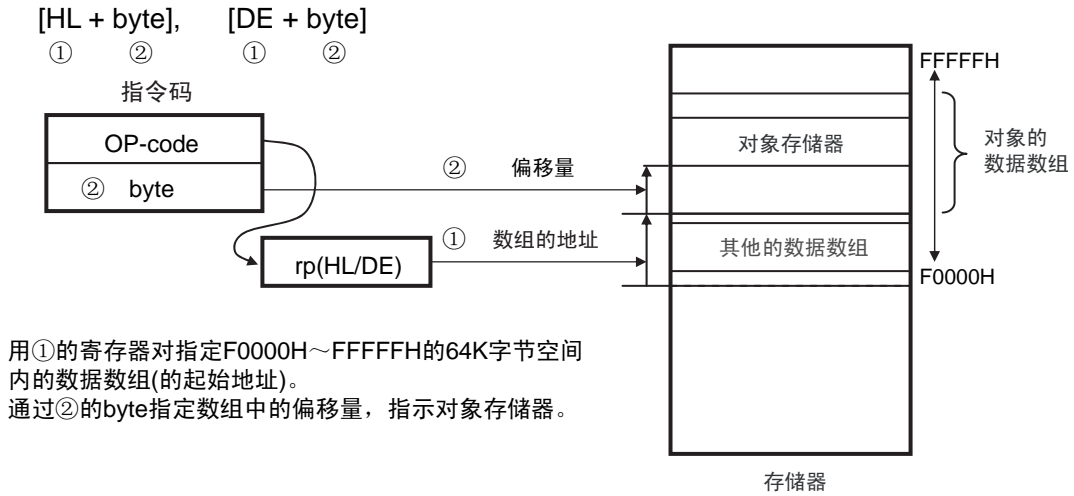 [HL + byte], [DE + byte]
① ② ① ②
指令码
OP-code
② byte
② 偏移量
① 数组的地址
rp(HL/DE)
FFFFFH
对象存储器
对象的
数据数组
其他的数据数组
F0000H
用①的寄存器对指定F0000H～FFFFFH的64K字节空间
内的数据数组(的起始地址)。
通过②的byte指定数组中的偏移量，指示对象存储器。
存储器